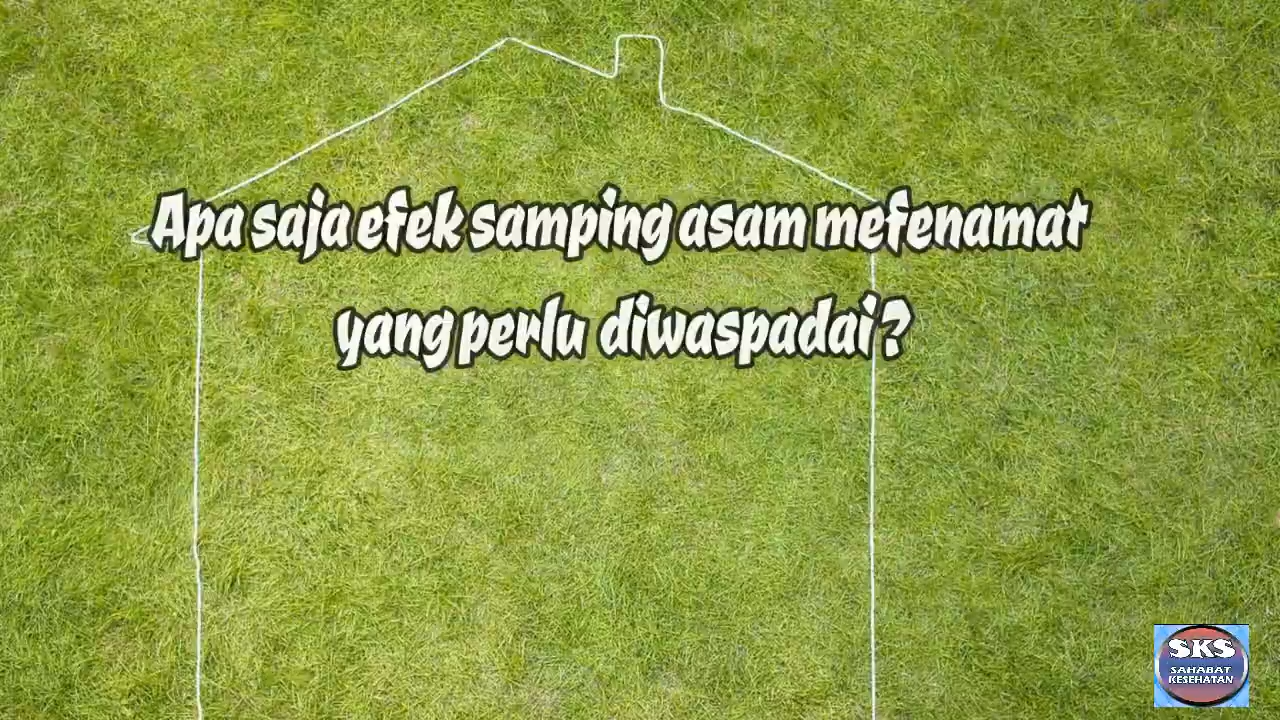 Apa saja efek samping asam mefenamat
yang perlu diwaspadai?
SKS
SAHABAT
KESEHATAN